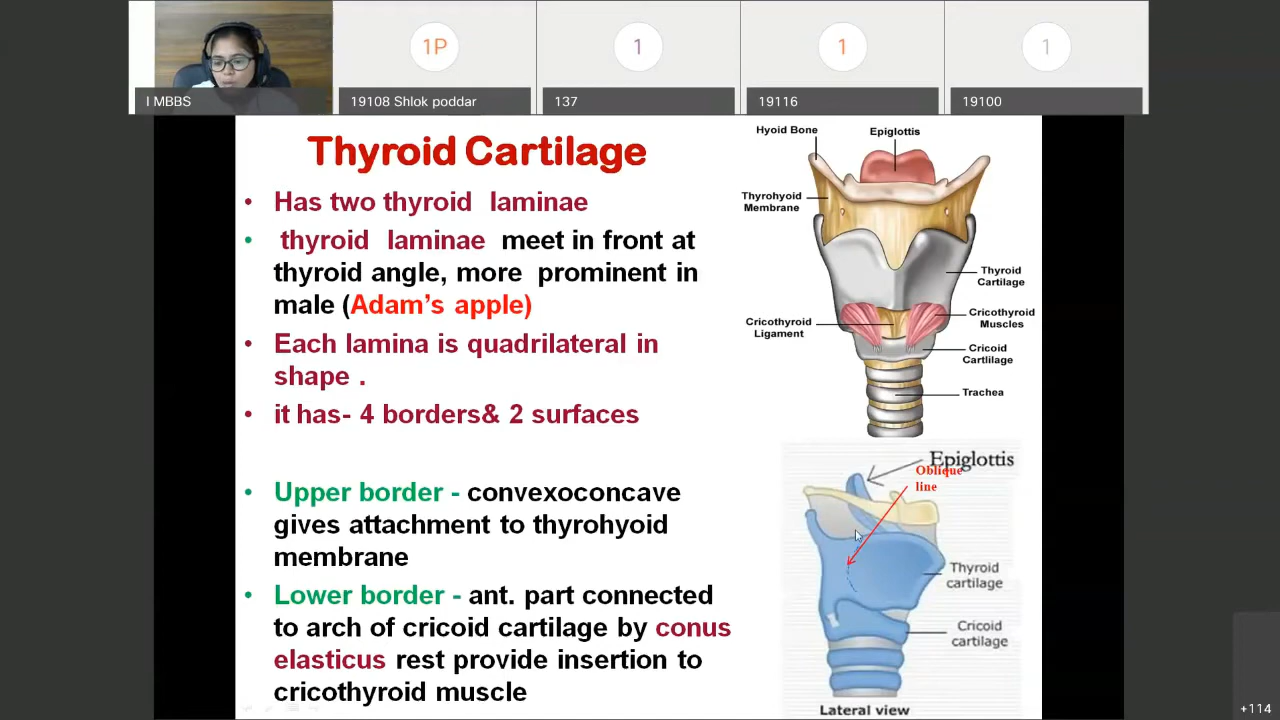 1P
1
1
1
I MBBS
19108 Shlok poddar
137
19116
19100
Thyroid Cartilage
• Has two thyroid laminae
• thyroid laminae meet in front at
thyroid angle, more prominent in
male (Adam's apple)
• Each lamina is quadrilateral in
shape .
• it has- 4 borders& 2 surfaces
• Upper border - convexoconcave
gives attachment to thyrohyoid
membrane
• Lower border - ant. part connected
to arch of cricoid cartilage by conus
elasticus rest provide insertion to
cricothyroid muscle
Hyoid Bone
Epiglottis
Thyrohyoid
Membrane
Thyroid
Cartilage
Cricothyroid
Ligament
Cricothyroid
Muscles
Cricoid
Cartlilage
Trachea
Epiglottis
Oblique
line
Thyroid
cartilage
Cricoid
cartilage
Lateral view
+114